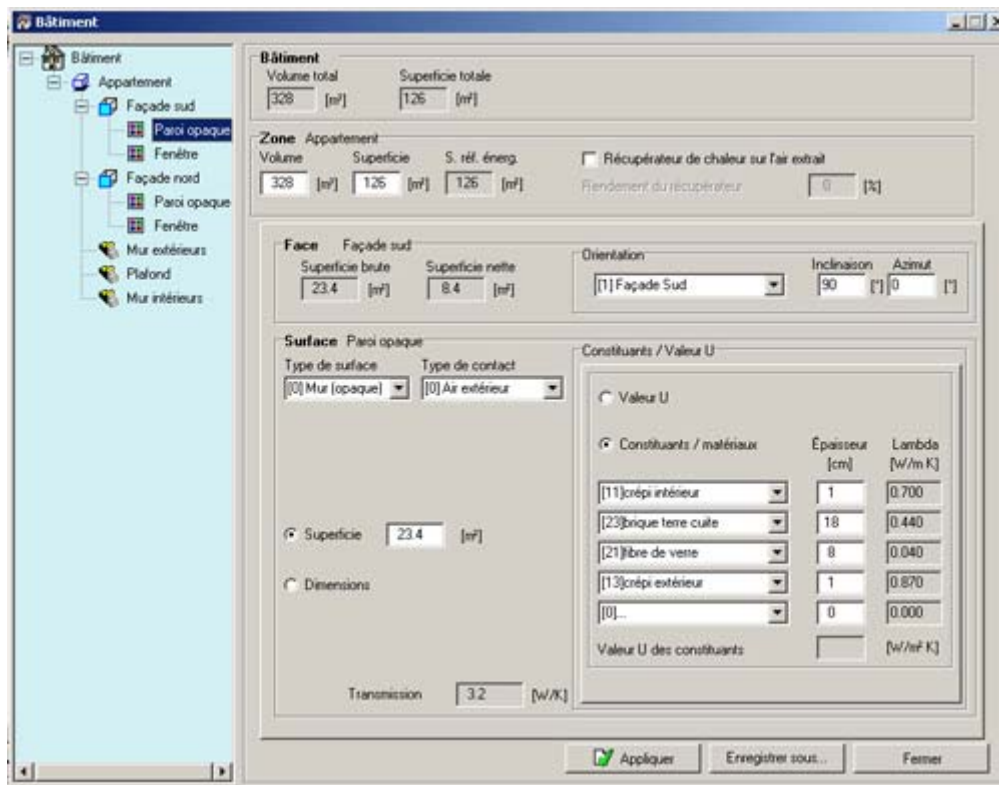 Bâtiment
Bâtiment
Appartement
Façade sud
Paroi opaque
Fenêtre
Façade nord
Paroi opaque
Fenêtre
Mur extérieurs
Plafond
Mur intérieurs
Bâtiment
Volume total Superficie totale
328 [m³] 126 [m²]
Zone Appartement
Volume Superficie S. réf. énerg.
328 [m³] 126 [m²] 126 [m²]
Récupérateur de chaleur sur l'air extrait
Rendement du récupérateur 0 [%]
Face Façade sud
Superficie brute Superficie nette
23.4 [m²] 8.4 [m²]
Orientation
Inclinaison Azimut
[1] Façade Sud 90 [°] 0 [°]
Surface Paroi opaque
Type de surface Type de contact
[0] Mur (opaque) [0] Air extérieur
Superficie 23.4 [m²]
Dimensions
Transmission 3.2 [W/K]
Constituants / Valeur U
Valeur U
Constituants / matériaux Épaisseur Lambda
[cm] [W/m K]
[11]crépi intérieur 1 0.700
[23]brique terre cuite 18 0.440
[21]fibre de verre 8 0.040
[13]crépi extérieur 1 0.870
[0]... 0 0.000
Valeur U des constituants [W/m² K]
Appliquer Enregistrer sous... Fermer